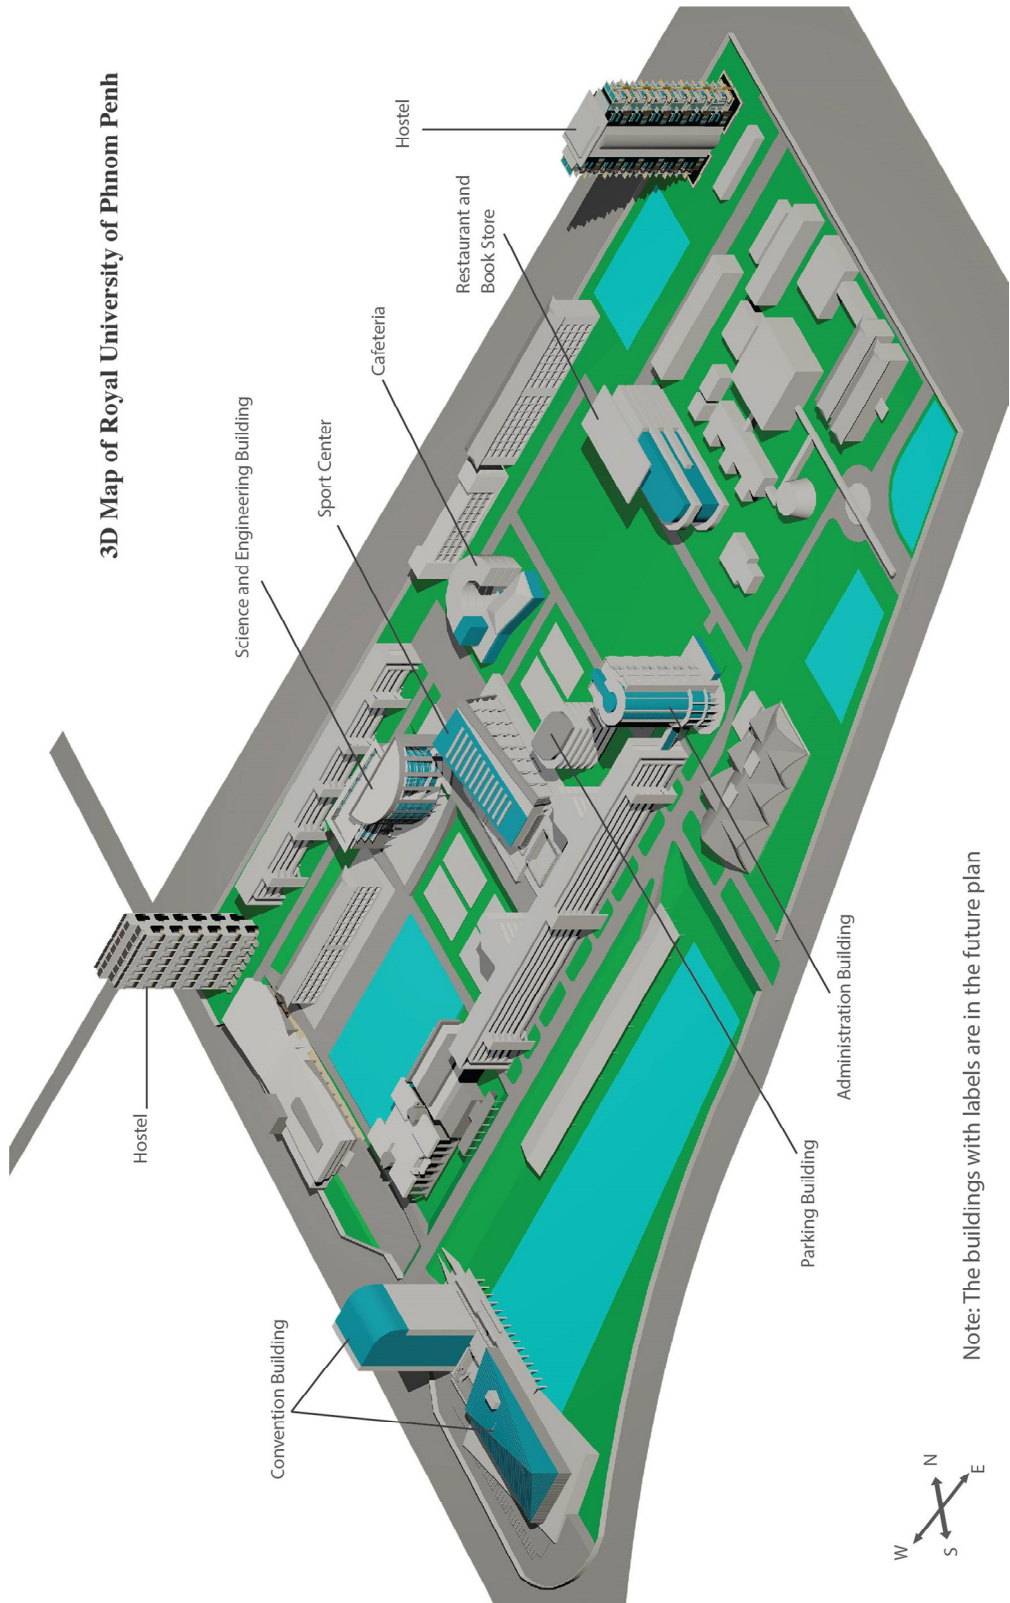 3D Map of Royal University of Phnom Penh
Hostel
Restaurant and
Book Store
Cafeteria
Sport Center
Science and Engineering Building
Hostel
Convention Building
Parking Building
Administration Building
Note: The buildings with labels are in the future plan
W
N
S
E